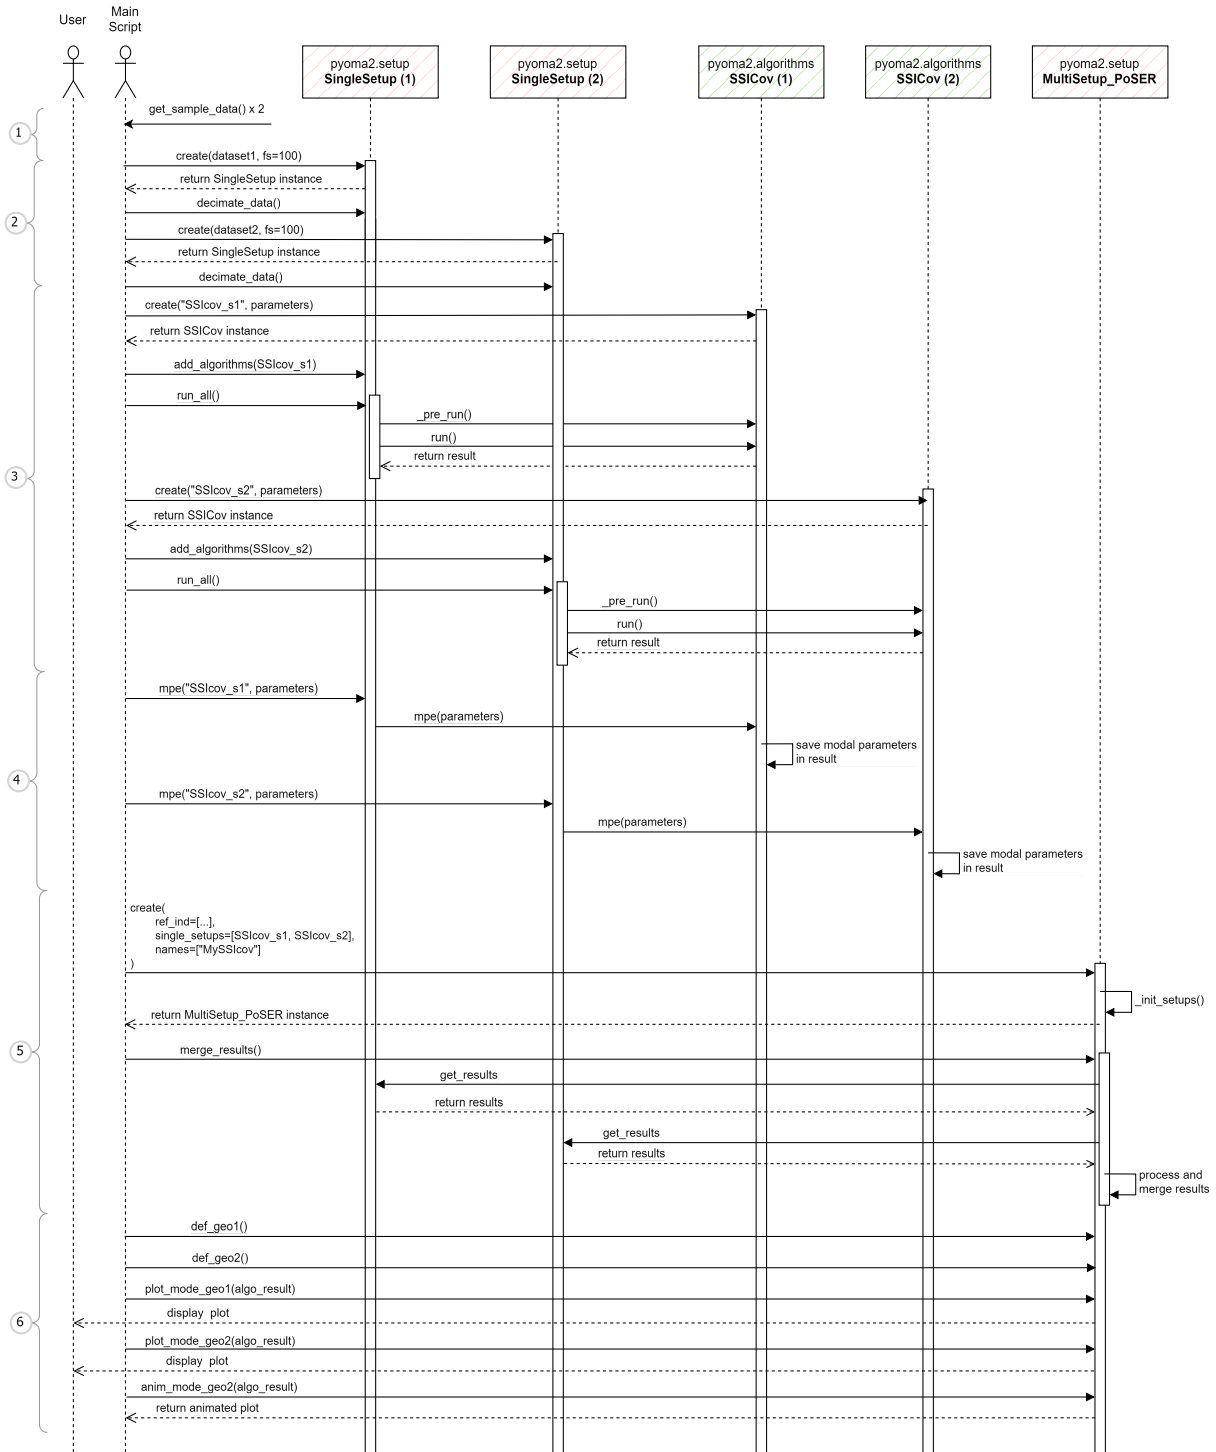 User
Main
Script
pyoma2.setup
SingleSetup (1)
pyoma2.setup
SingleSetup (2)
pyoma2.algorithms
SSICov (1)
pyoma2.algorithms
SSICov (2)
pyoma2.setup
MultiSetup_PoSER
get_sample_data() x 2
1
create(dataset1, fs=100)
return SingleSetup instance
decimate_data()
2
create(dataset2, fs=100)
return SingleSetup instance
decimate_data()
create("SSIcov_s1", parameters)
return SSICov instance
add_algorithms(SSIcov_s1)
run_all()
_pre_run()
run()
return result
3
create("SSIcov_s2", parameters)
return SSICov instance
add_algorithms(SSIcov_s2)
run_all()
_pre_run()
run()
return result
mpe("SSIcov_s1", parameters)
mpe(parameters)
save modal parameters
in result
4
mpe("SSIcov_s2", parameters)
mpe(parameters)
save modal parameters
in result
create(
ref_ind=[...],
single_setups=[SSIcov_s1, SSIcov_s2],
names=["MySSIcov"]
)
_init_setups()
return MultiSetup_PoSER instance
5
merge_results()
get_results
return results
get_results
return results
process and
merge results
def_geo1()
def_geo2()
plot_mode_geo1(algo_result)
display plot
6
plot_mode_geo2(algo_result)
display plot
anim_mode_geo2(algo_result)
return animated plot